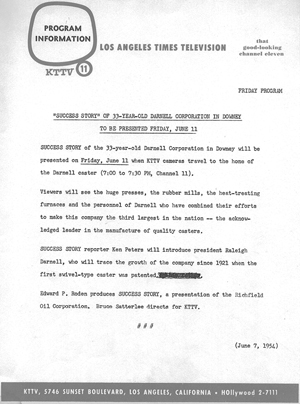 PROGRAM
INFORMATION
KTTV 11
LOS ANGELES TIMES TELEVISION
that
good-looking
channel eleven
FRIDAY PROGRAM
"SUCCESS STORY" OF 33-YEAR-OLD DARNELL CORPORATION IN DOWNEY
TO BE PRESENTED FRIDAY, JUNE 11
SUCCESS STORY of the 33-year-old Darnell Corporation in Downey will be
presented on Friday, June 11 when KTTV cameras travel to the home of
the Darnell caster (7:00 to 7:30 PM, Channel 11).
Viewers will see the huge presses, the rubber mills, the heat-treating
furnaces and the personnel of Darnell who have combined their efforts
to make this company the third largest in the nation -- the acknow-
ledged leader in the manufacture of quality casters.
SUCCESS STORY reporter Ken Peters will introduce president Raleigh
Darnell, who will trace the growth of the company since 1921 when the
first swivel-type caster was patented.
Edward P. Roden produces SUCCESS STORY, a presentation of the Richfield
Oil Corporation. Bruce Satterlee directs for KTTV.
# # #
(June 7, 1954)
KTTV, 5746 SUNSET BOULEVARD, LOS ANGELES, CALIFORNIA • HOllywood 2-7111